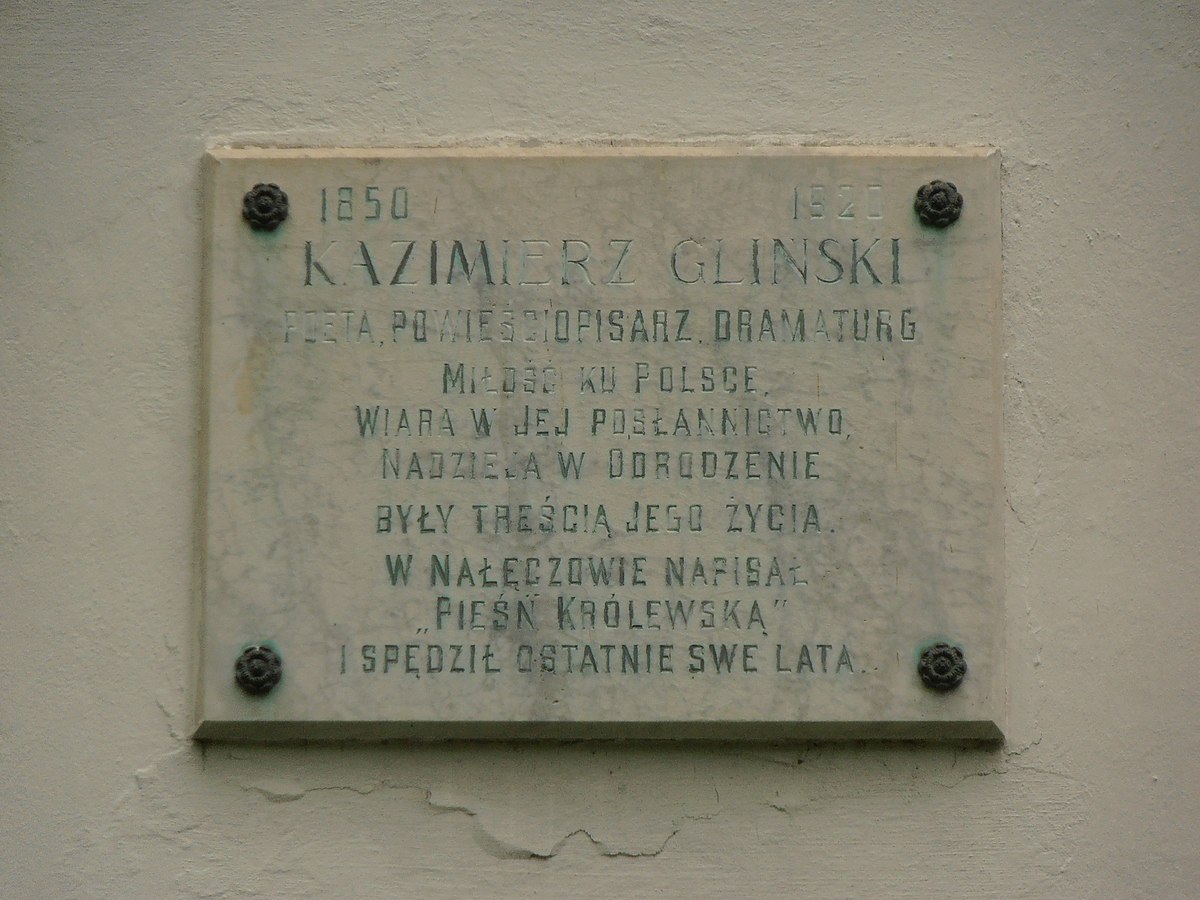 1850 1920
KAZIMIERZ GLIŃSKI
POETA, POWIEŚCIOPISARZ, DRAMATURG
MIŁOŚĆ KU POLSCE,
WIARA W JEJ POSŁANNICTWO,
NADZIEJA W ODRODZENIE
BYŁY TREŚCIĄ JEGO ŻYCIA.
W NAŁĘCZOWIE NAPISAŁ
„PIEŚŃ KRÓLEWSKĄ”
I SPĘDZIŁ OSTATNIE SWE LATA.